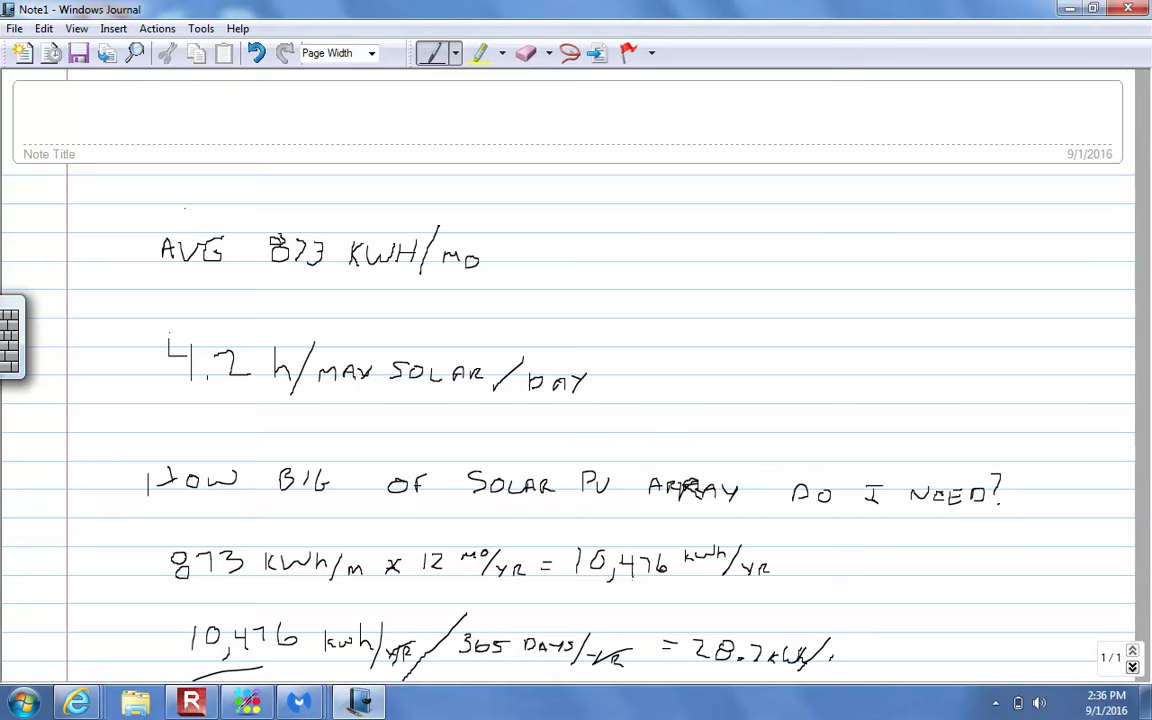 Note1 - Windows Journal
File Edit View Insert Actions Tools Help
Page Width
Note Title
9/1/2016
AVG 873 KWH/MO
4.2 h/MAX SOLAR/DAY
HOW BIG OF SOLAR PV ARRAY DO I NEED?
873 KWh/m x 12 MO/YR = 10,476 KWh/YR
10,476 KWh/YR / 365 DAYS/YR = 28.7 KWh/
1/1
2:36 PM
9/1/2016